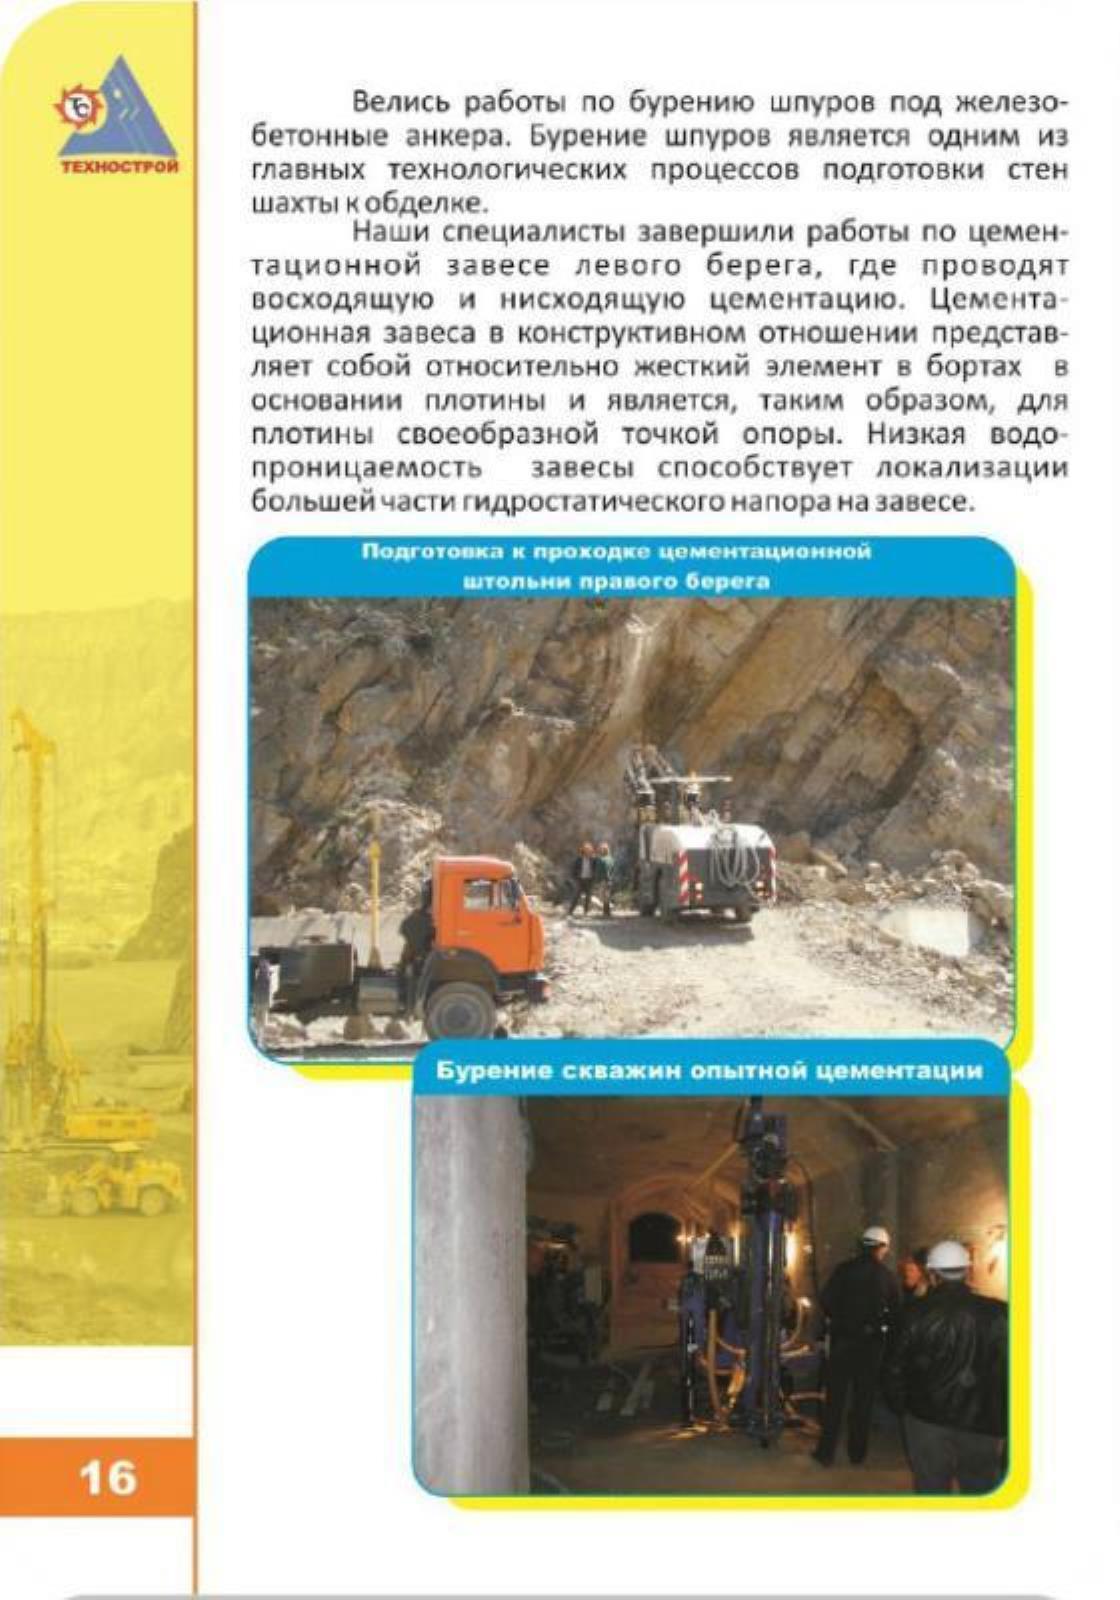 ТС
ТЕХНОСТРОЙ
Велись работы по бурению шпуров под железо-
бетонные анкера. Бурение шпуров является одним из
главных технологических процессов подготовки стен
шахты к обделке.
Наши специалисты завершили работы по цемен-
тационной завесе левого берега, где проводят
восходящую и нисходящую цементацию. Цемента-
ционная завеса в конструктивном отношении представ-
ляет собой относительно жесткий элемент в бортах в
основании плотины и является, таким образом, для
плотины своеобразной точкой опоры. Низкая водо-
проницаемость завесы способствует локализации
большей части гидростатического напора на завесе.
Подготовка к проходке цементационной
штольни правого берега
Бурение скважин опытной цементации
16